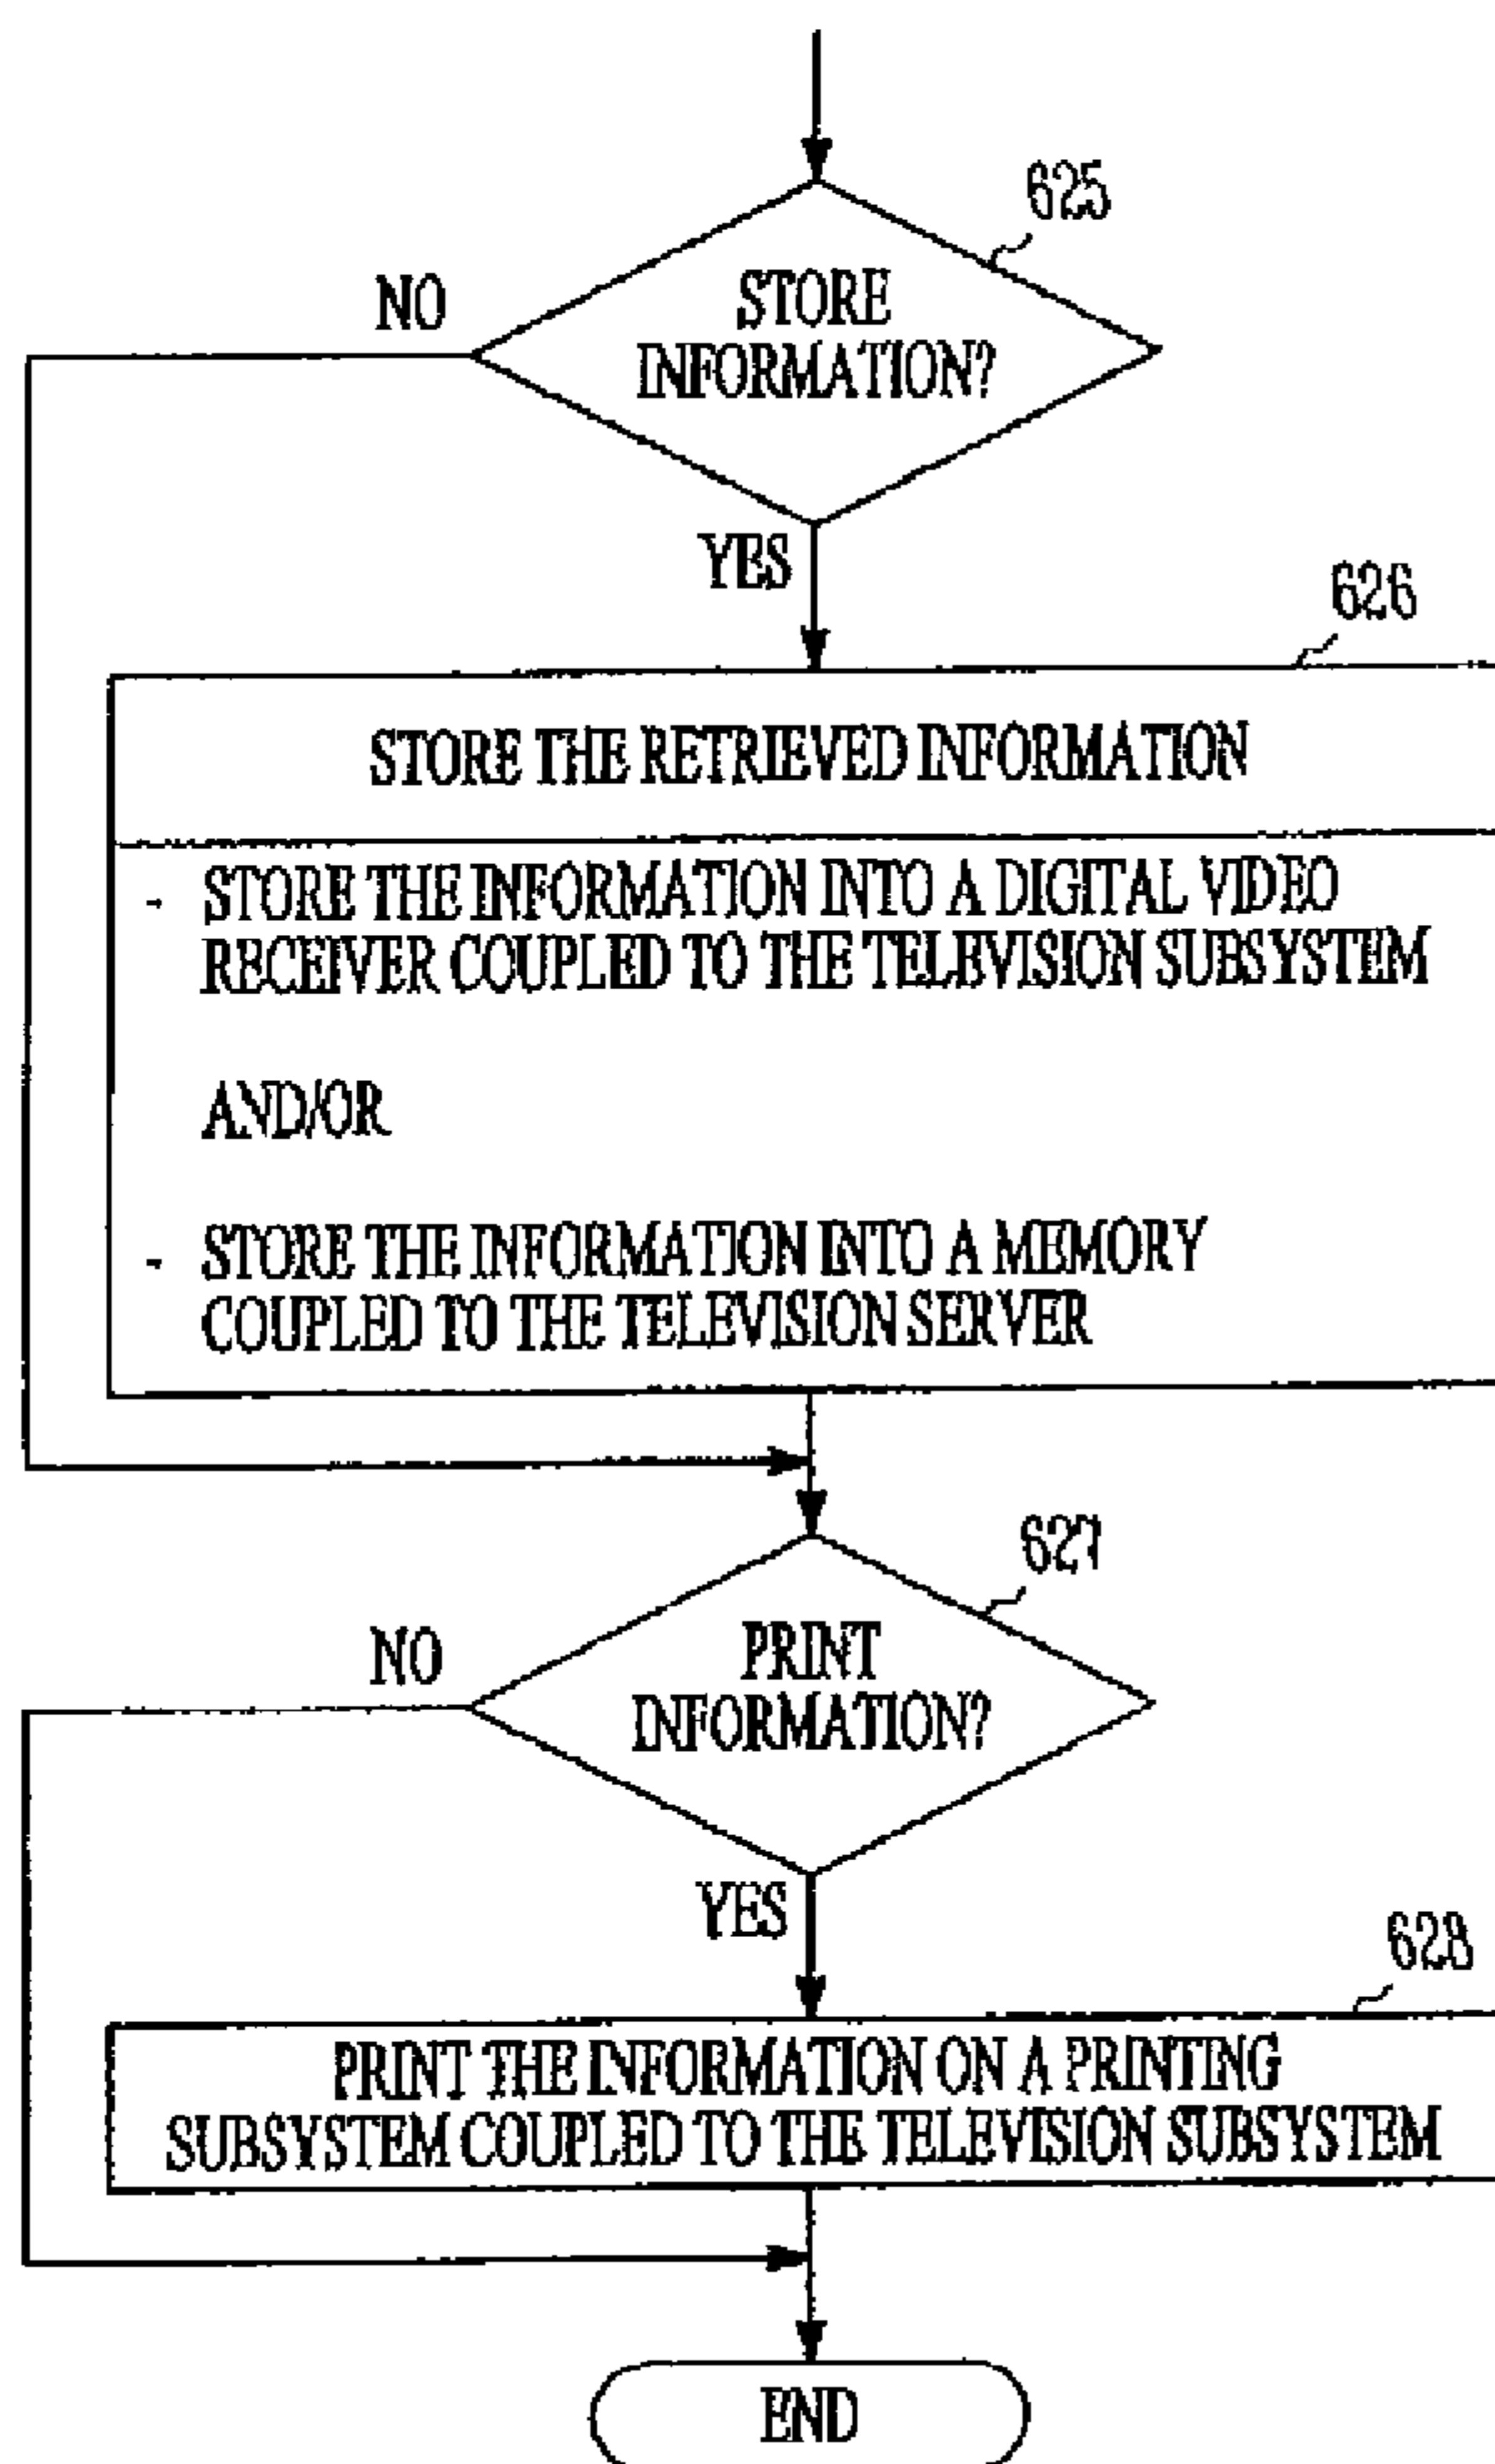 625
STORE
INFORMATION?
NO
YES
626
STORE THE RETRIEVED INFORMATION
- STORE THE INFORMATION INTO A DIGITAL VIDEO
RECEIVER COUPLED TO THE TELEVISION SUBSYSTEM
AND/OR
- STORE THE INFORMATION INTO A MEMORY
COUPLED TO THE TELEVISION SERVER
627
PRINT
INFORMATION?
NO
YES
628
PRINT THE INFORMATION ON A PRINTING
SUBSYSTEM COUPLED TO THE TELEVISION SUBSYSTEM
END